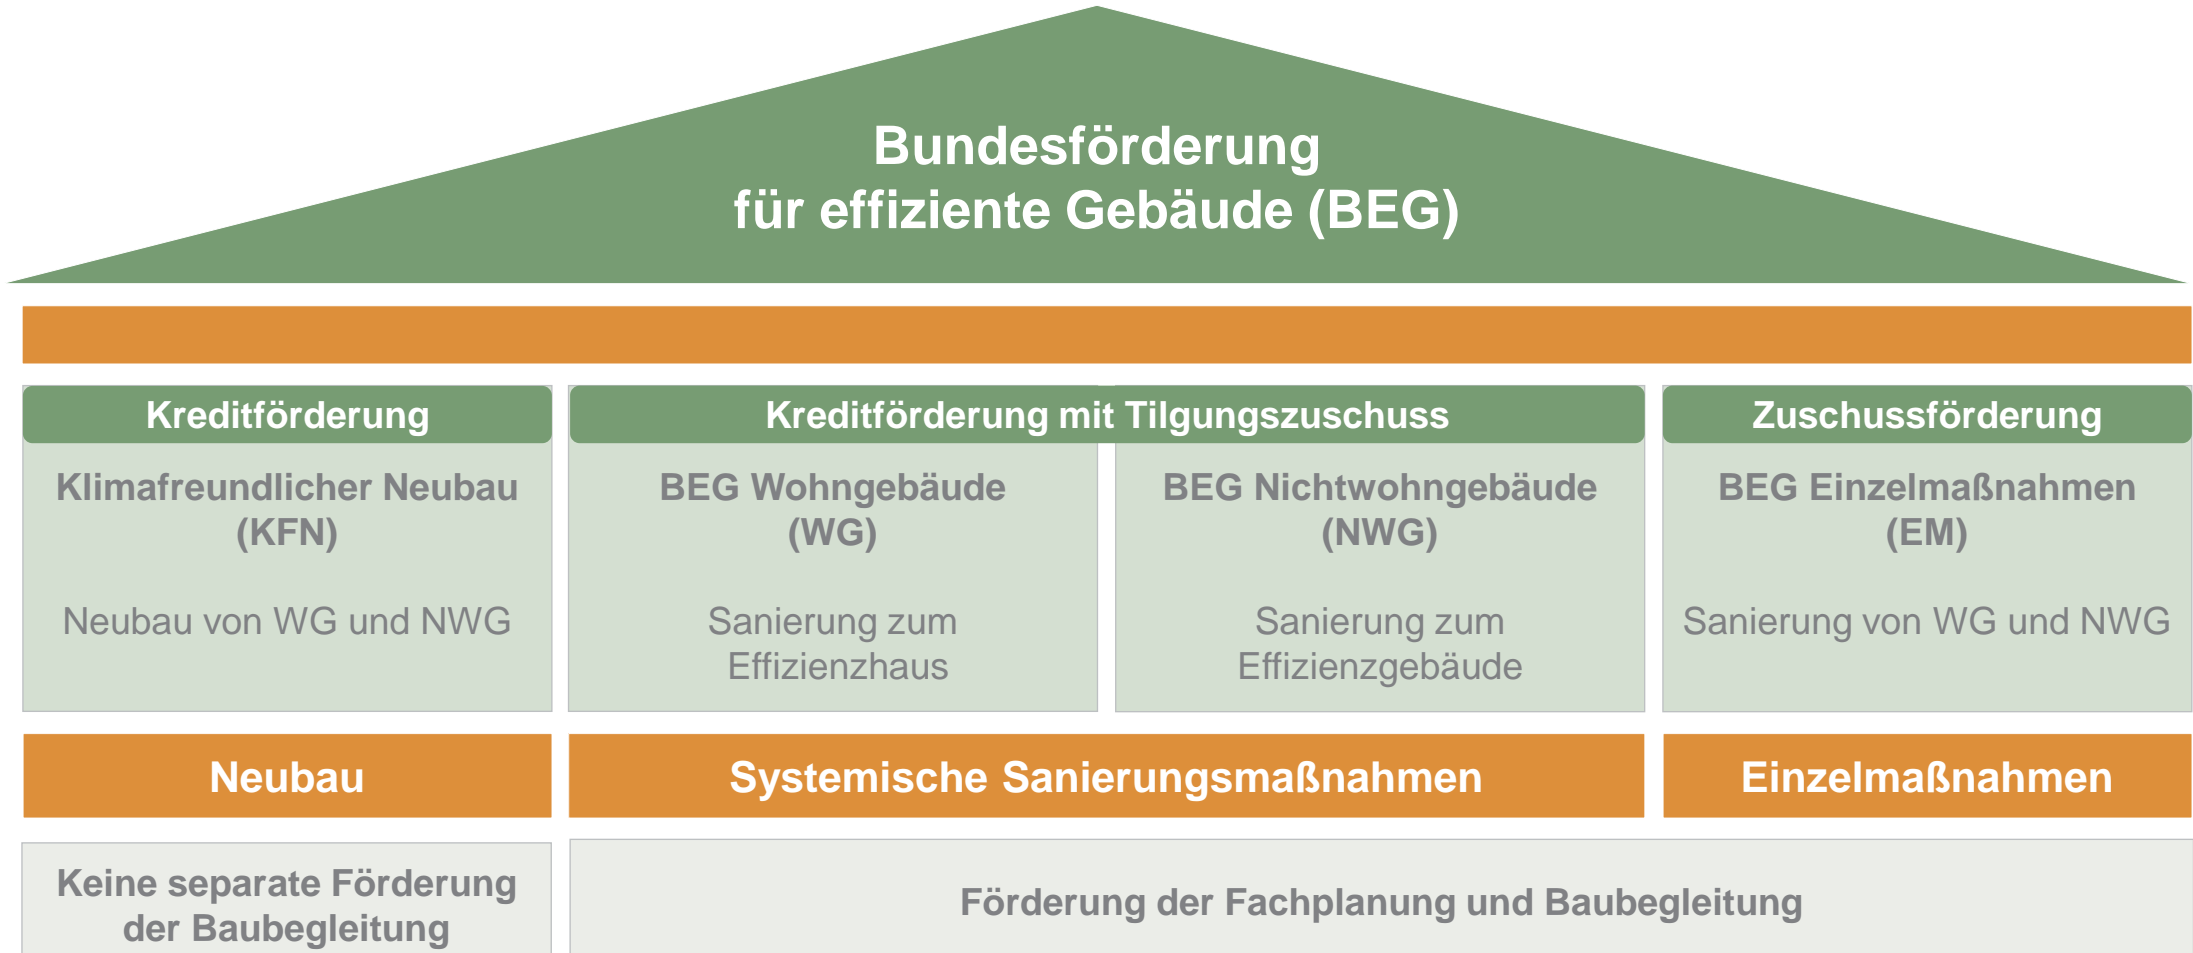 Bundesförderung
für effiziente Gebäude (BEG)
Kreditförderung
Klimafreundlicher Neubau
(KFN)
Neubau von WG und NWG
Kreditförderung mit Tilgungszuschuss
BEG Wohngebäude
(WG)
Sanierung zum
Effizienzhaus
BEG Nichtwohngebäude
(NWG)
Sanierung zum
Effizienzgebäude
Zuschussförderung
BEG Einzelmaßnahmen
(EM)
Sanierung von WG und NWG
Neubau
Systemische Sanierungsmaßnahmen
Einzelmaßnahmen
Keine separate Förderung
der Baubegleitung
Förderung der Fachplanung und Baubegleitung